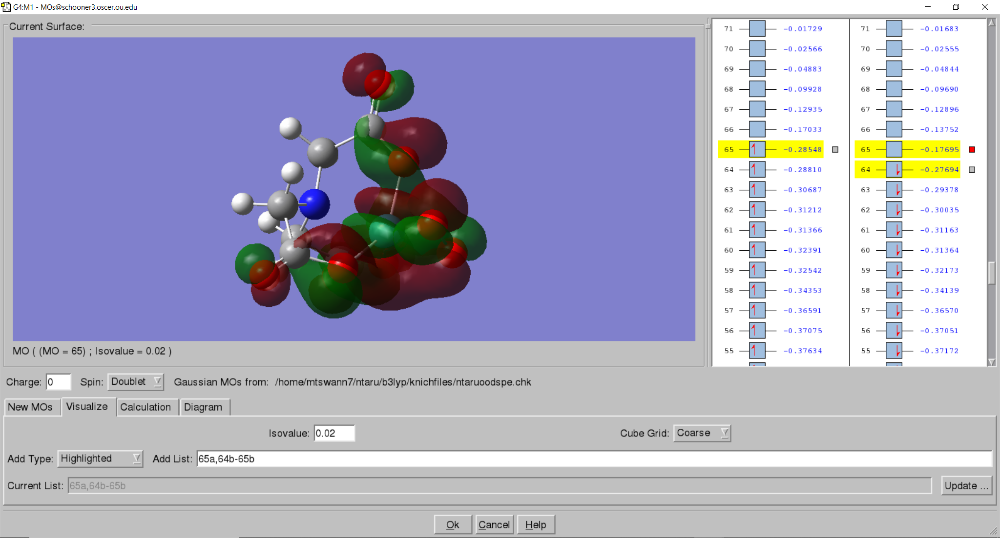 G4:M1 - MOs@schooner3.oscer.ou.edu
Current Surface:
71 -0.01729 71 -0.01683
70 -0.02566 70 -0.02555
69 -0.04883 69 -0.04844
68 -0.09928 68 -0.09690
67 -0.12935 67 -0.12896
66 -0.17033 66 -0.13752
65 -0.28548 65 -0.17695
64 -0.28810 64 -0.27694
63 -0.30687 63 -0.29378
62 -0.31212 62 -0.30035
61 -0.31366 61 -0.31163
60 -0.32391 60 -0.31364
59 -0.32542 59 -0.32173
58 -0.34353 58 -0.34139
57 -0.36591 57 -0.36570
56 -0.37075 56 -0.37051
55 -0.37634 55 -0.37172
MO ( (MO = 65) ; Isovalue = 0.02 )
Charge: 0 Spin: Doublet Gaussian MOs from: /home/mtswann7/ntaru/b3lyp/knichfiles/ntaruoodspe.chk
New MOs Visualize Calculation Diagram
Isovalue: 0.02 Cube Grid: Coarse
Add Type: Highlighted Add List: 65a,64b-65b
Current List: 65a,64b-65b Update ...
Ok Cancel Help